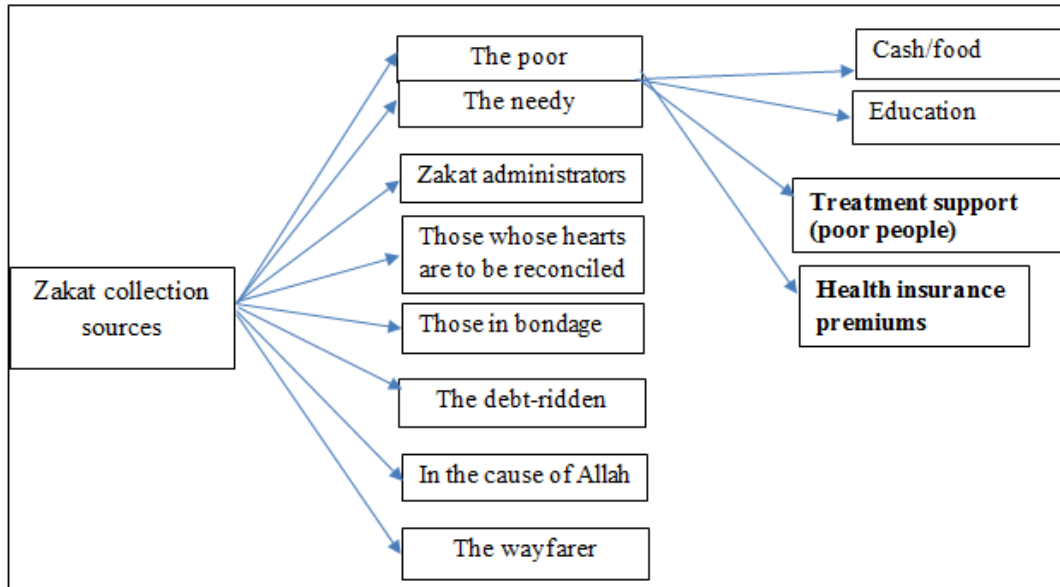 Zakat collection
sources
The poor
The needy
Zakat administrators
Those whose hearts
are to be reconciled
Those in bondage
The debt-ridden
In the cause of Allah
The wayfarer
Cash/food
Education
Treatment support
(poor people)
Health insurance
premiums